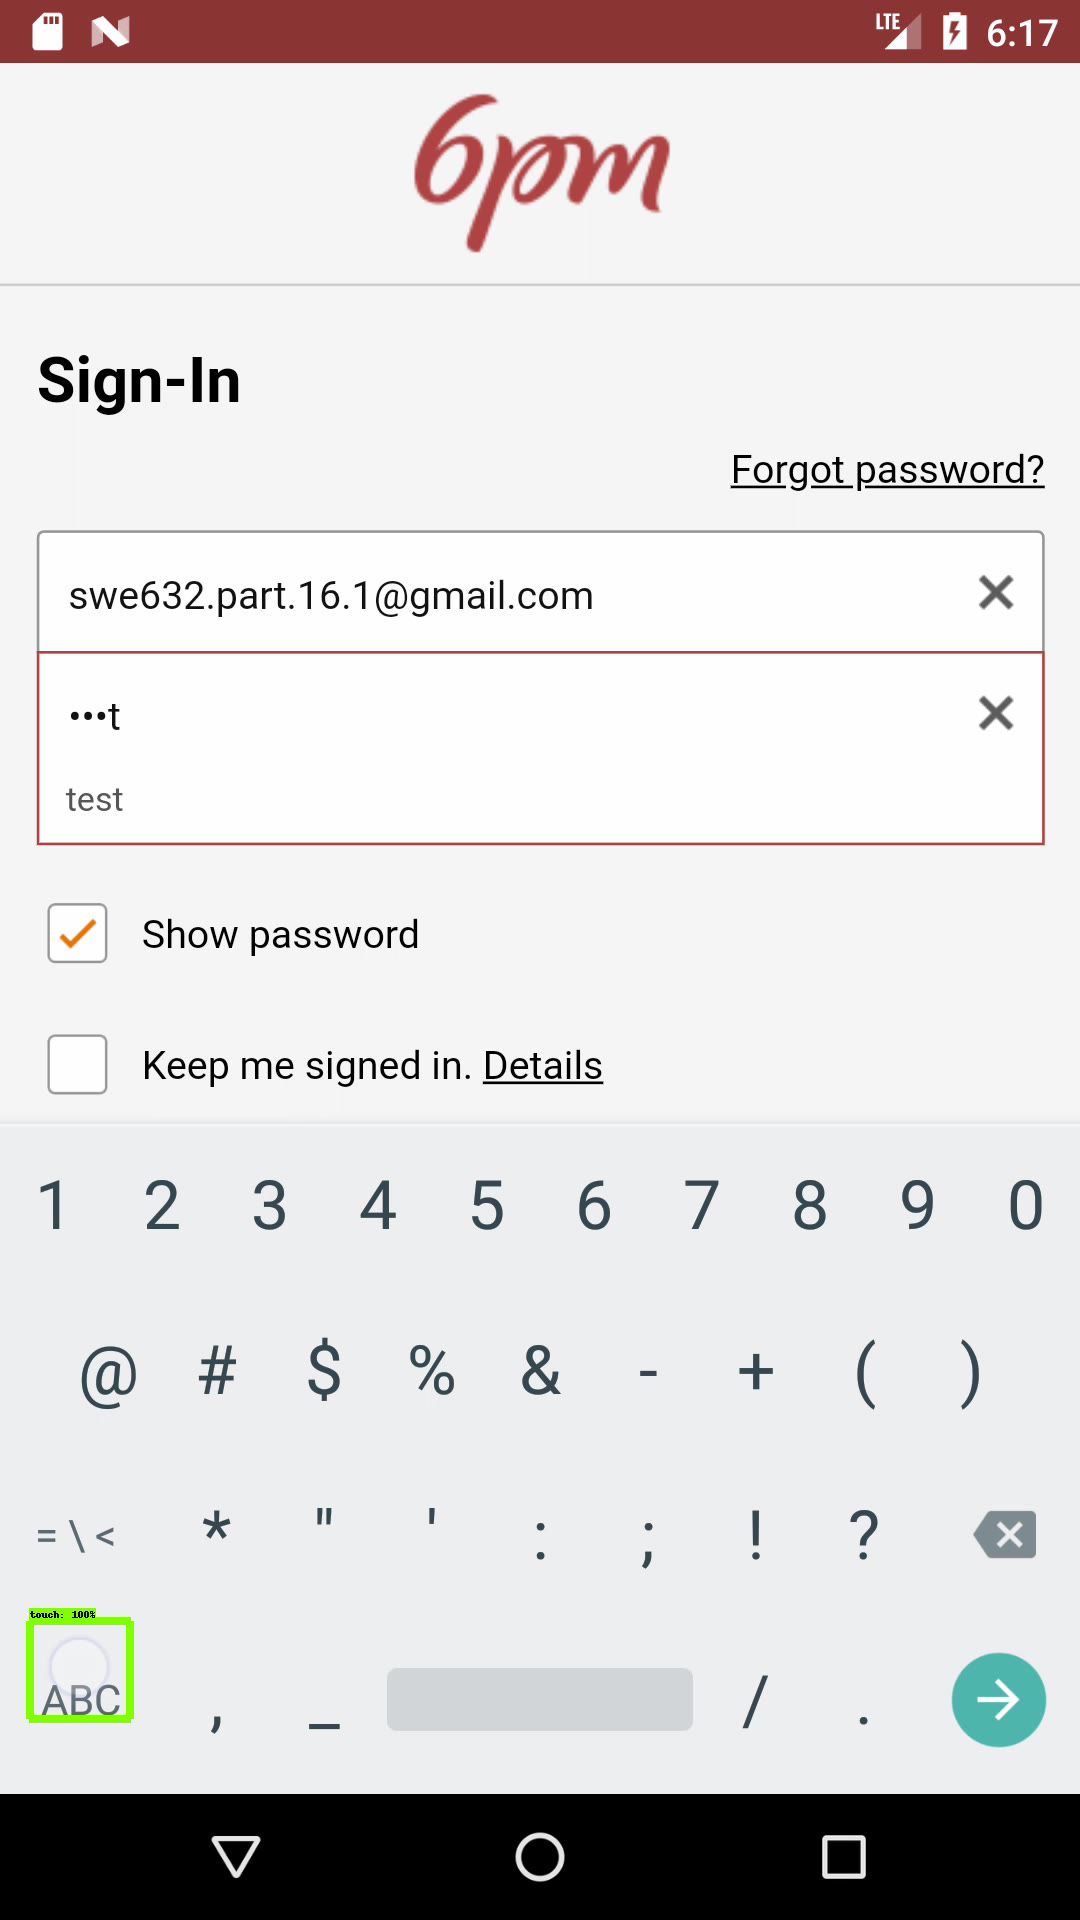 LTE 6:17
6pm
Sign-In
Forgot password?
swe632.part.16.1@gmail.com
•••t
test
Show password
Keep me signed in. Details
1 2 3 4 5 6 7 8 9 0
@ # $ % & - + ( )
= \ < * " ' : ; ! ?
touch: 100%
ABC , _ / .